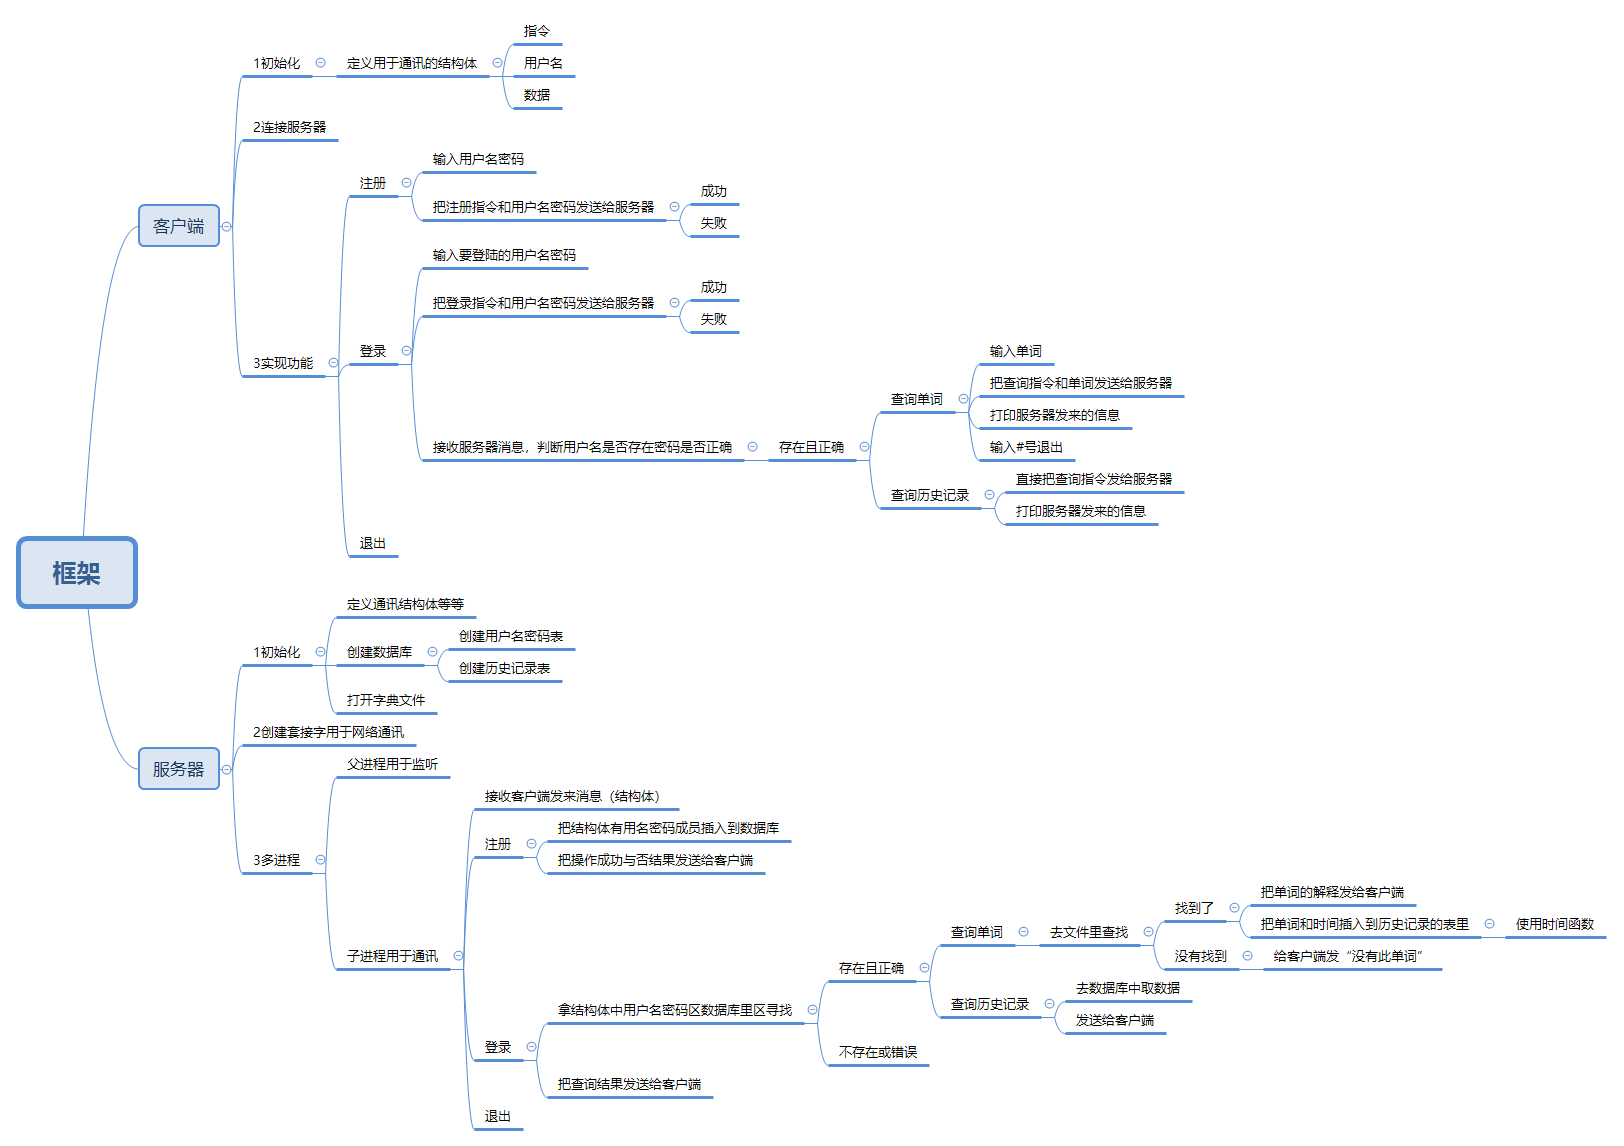 框架
客户端
1初始化
定义用于通讯的结构体
指令
用户名
数据
2连接服务器
3实现功能
注册
输入用户名密码
把注册指令和用户名密码发送给服务器
成功
失败
登录
输入要登陆的用户名密码
把登录指令和用户名密码发送给服务器
成功
失败
接收服务器消息，判断用户名是否存在密码是否正确
存在且正确
查询单词
输入单词
把查询指令和单词发送给服务器
打印服务器发来的信息
输入#号退出
查询历史记录
直接把查询指令发给服务器
打印服务器发来的信息
退出
服务器
1初始化
定义通讯结构体等等
创建数据库
创建用户名密码表
创建历史记录表
打开字典文件
2创建套接字用于网络通讯
3多进程
父进程用于监听
子进程用于通讯
接收客户端发来消息（结构体）
注册
把结构体有用名密码成员插入到数据库
把操作成功与否结果发送给客户端
登录
拿结构体中用户名密码区数据库里区寻找
存在且正确
查询单词
去文件里查找
找到了
把单词的解释发给客户端
把单词和时间插入到历史记录的表里
使用时间函数
没有找到
给客户端发“没有此单词”
查询历史记录
去数据库中取数据
发送给客户端
不存在或错误
把查询结果发送给客户端
退出